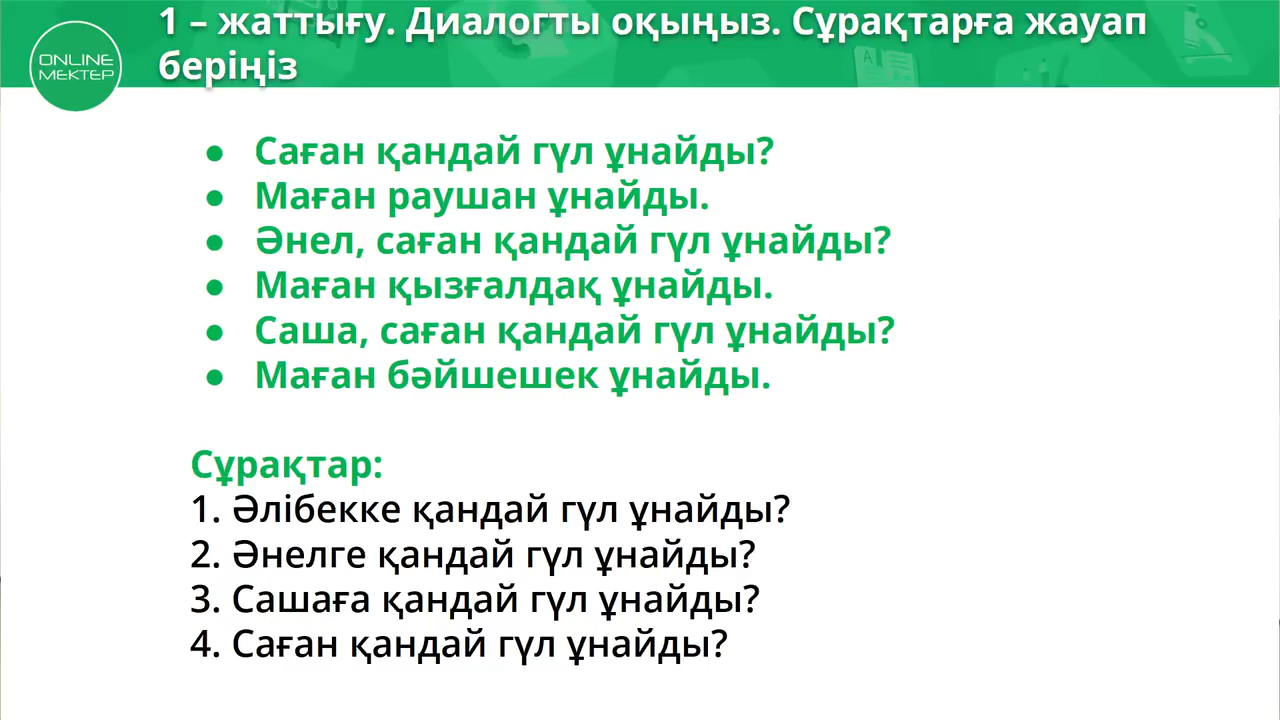 1 – жаттығу. Диалогты оқыңыз. Сұрақтарға жауап
беріңіз
ONLINE
МЕКТЕР
● Саған қандай гүл ұнайды?
● Маған раушан ұнайды.
● Әнел, саған қандай гүл ұнайды?
● Маған қызғалдақ ұнайды.
● Саша, саған қандай гүл ұнайды?
● Маған бәйшешек ұнайды.
Сұрақтар:
1. Әлібекке қандай гүл ұнайды?
2. Әнелге қандай гүл ұнайды?
3. Сашаға қандай гүл ұнайды?
4. Саған қандай гүл ұнайды?